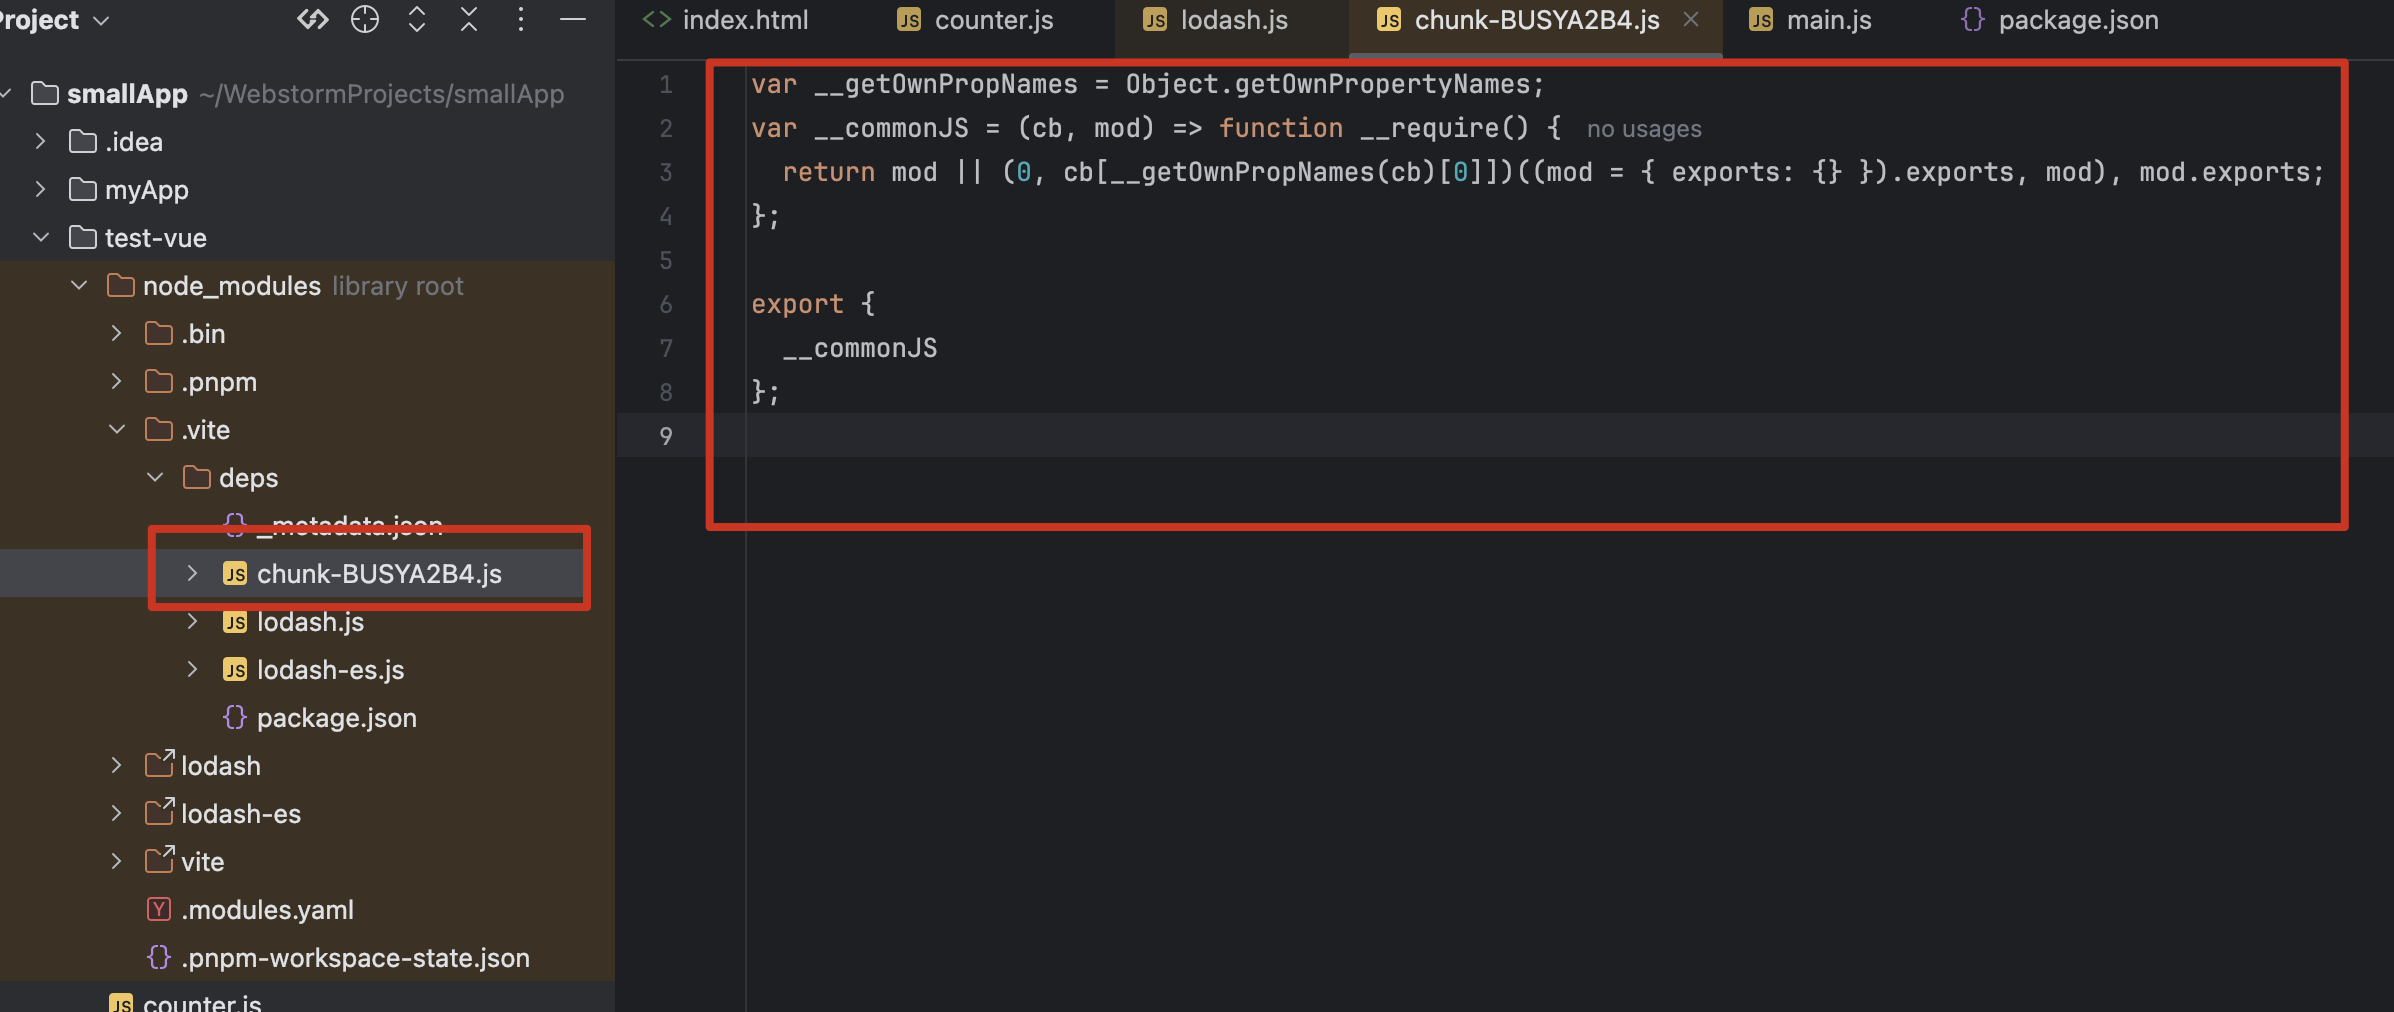 Project
index.html
counter.js
lodash.js
chunk-BUSYA2B4.js
main.js
package.json
smallApp ~/WebstormProjects/smallApp
.idea
myApp
test-vue
node_modules library root
.bin
.pnpm
.vite
deps
_metadata.json
chunk-BUSYA2B4.js
lodash.js
lodash-es.js
package.json
lodash
lodash-es
vite
.modules.yaml
.pnpm-workspace-state.json
counter.js
1 var __getOwnPropNames = Object.getOwnPropertyNames;
2 var __commonJS = (cb, mod) => function __require() { no usages
3 return mod || (0, cb[__getOwnPropNames(cb)[0]])((mod = { exports: {} }).exports, mod), mod.exports;
4 };
5
6 export {
7 __commonJS
8 };
9